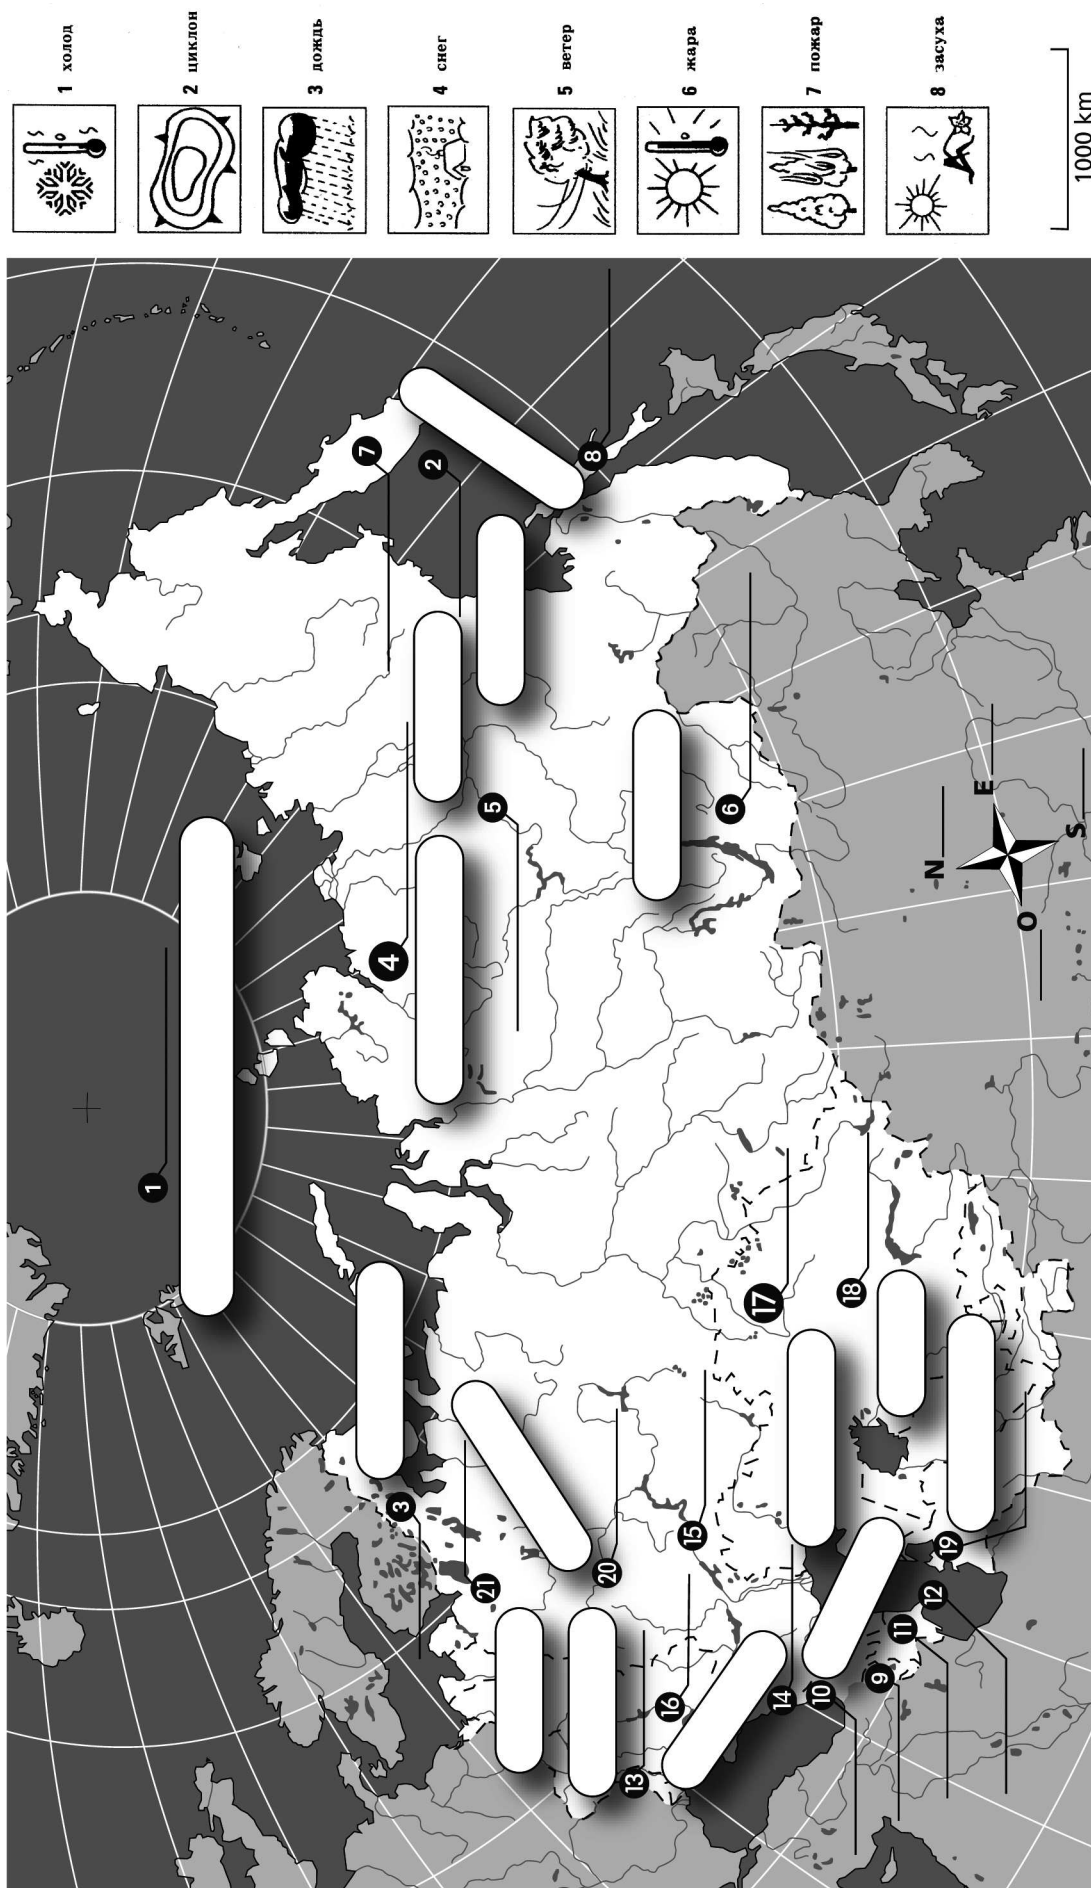 1 холод
2 циклон
3 дождь
4 снег
5 ветер
6 жара
7 пожар
8 засуха
1000 km
1
7
2
8
4
5
6
3
17
18
21
20
15
19
16
14
10
9
11
12
13
N
E
S
O